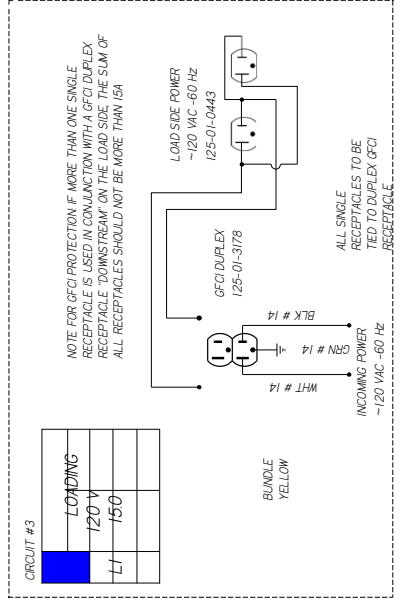 CIRCUIT #3
LOADING
120 V
L1 15.0
NOTE FOR GFCI PROTECTION: IF MORE THAN ONE SINGLE
RECEPTACLE IS USED IN CONJUNCTION WITH A GFCI DUPLEX
RECEPTACLE "DOWNSTREAM" ON THE LOAD SIDE, THE SUM OF
ALL RECEPTACLES SHOULD NOT BE MORE THAN 15A
LOAD SIDE POWER
~120 VAC -60 Hz
125-01-0443
GFCI DUPLEX
125-01-3178
BUNDLE
YELLOW
WHT # 14
GRN # 14
BLK # 14
INCOMING POWER
~120 VAC -60 Hz
ALL SINGLE
RECEPTACLES TO BE
TIED TO DUPLEX GFCI
RECEPTACLE